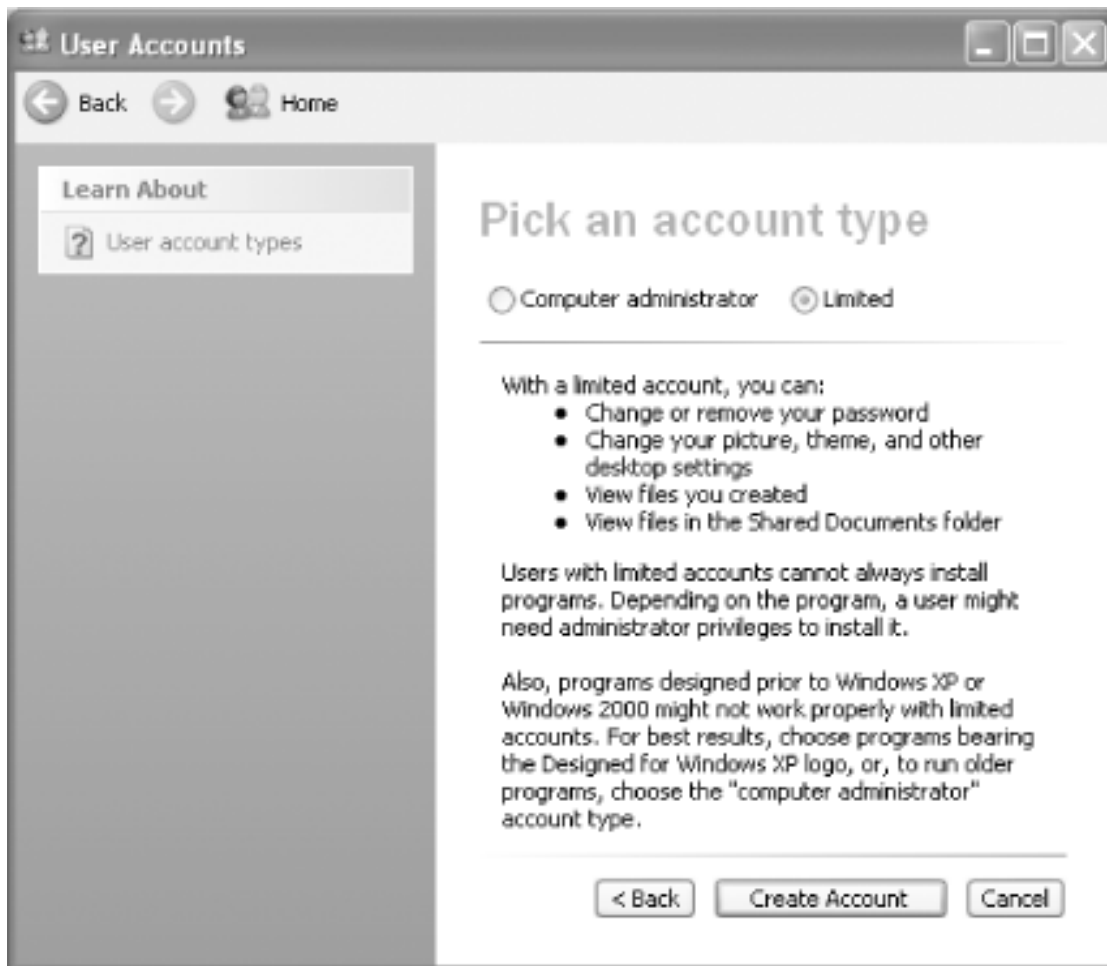 User Accounts
Back Home
Learn About
User account types
Pick an account type
Computer administrator Limited
With a limited account, you can:
● Change or remove your password
● Change your picture, theme, and other
desktop settings
● View files you created
● View files in the Shared Documents folder
Users with limited accounts cannot always install
programs. Depending on the program, a user might
need administrator privileges to install it.
Also, programs designed prior to Windows XP or
Windows 2000 might not work properly with limited
accounts. For best results, choose programs bearing
the Designed for Windows XP logo, or, to run older
programs, choose the "computer administrator"
account type.
< Back Create Account Cancel